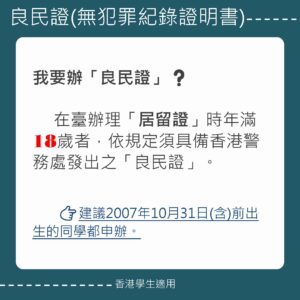 良民證(無犯罪紀錄證明書)------
我要辦「良民證」？
在臺辦理「居留證」時年滿
18歲者，依規定須具備香港警
務處發出之「良民證」。
建議2007年10月31日(含)前出
生的同學都申辦。
香港學生適用